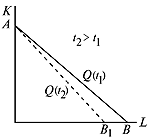 K
A
t₂ > t₁
Q(t₁)
Q(t₂)
B₁
B
L